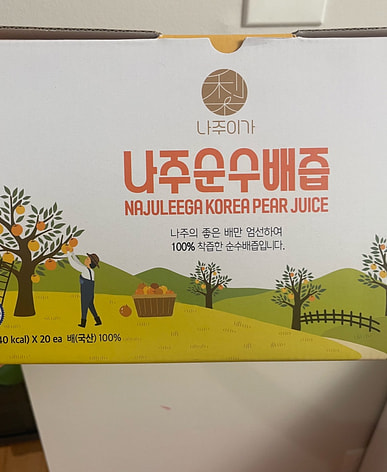 나주이가
나주순수배즙
NAJULEEGA KOREA PEAR JUICE
나주의 좋은 배만 엄선하여
100% 착즙한 순수배즙입니다.
kcal) X 20 ea 배(국산) 100%